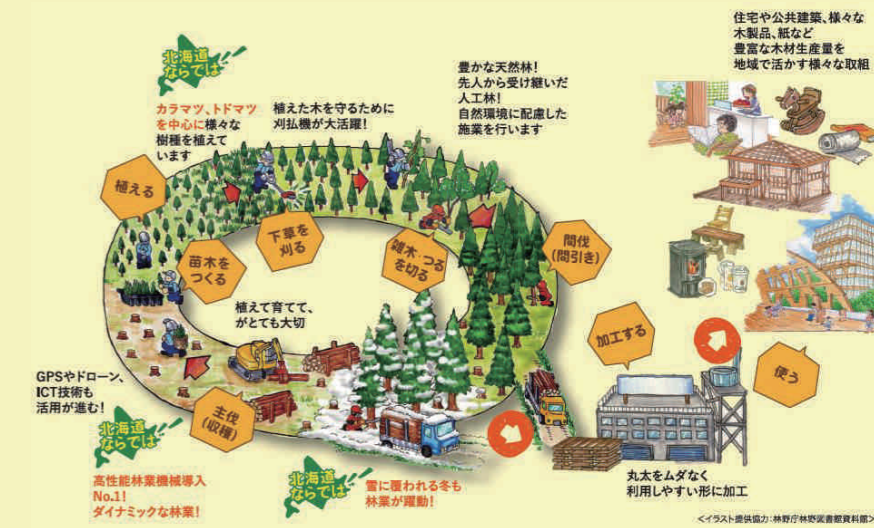 住宅や公共建築、様々な
木製品、紙など
豊富な木材生産量を
地域で活かす様々な取組
北海道
ならでは
カラマツ、トドマツ
を中心に様々な
樹種を植えて
います
植えた木を守るために
刈払機が大活躍!
豊かな天然林!
先人から受け継いだ
人工林!
自然環境に配慮した
施業を行います
植える
下草を
刈る
雑木・つる
を切る
間伐
(間引き)
苗木を
つくる
植えて育てて、
がとても大切
加工する
使う
GPSやドローン、
ICT技術も
活用が進む!
主伐
(収穫)
北海道
ならでは
高性能林業機械導入
No.1!
ダイナミックな林業!
北海道
ならでは
雪に覆われる冬も
林業が躍動!
丸太をムダなく
利用しやすい形に加工
<イラスト提供協力:林野庁林野図書館資料館>